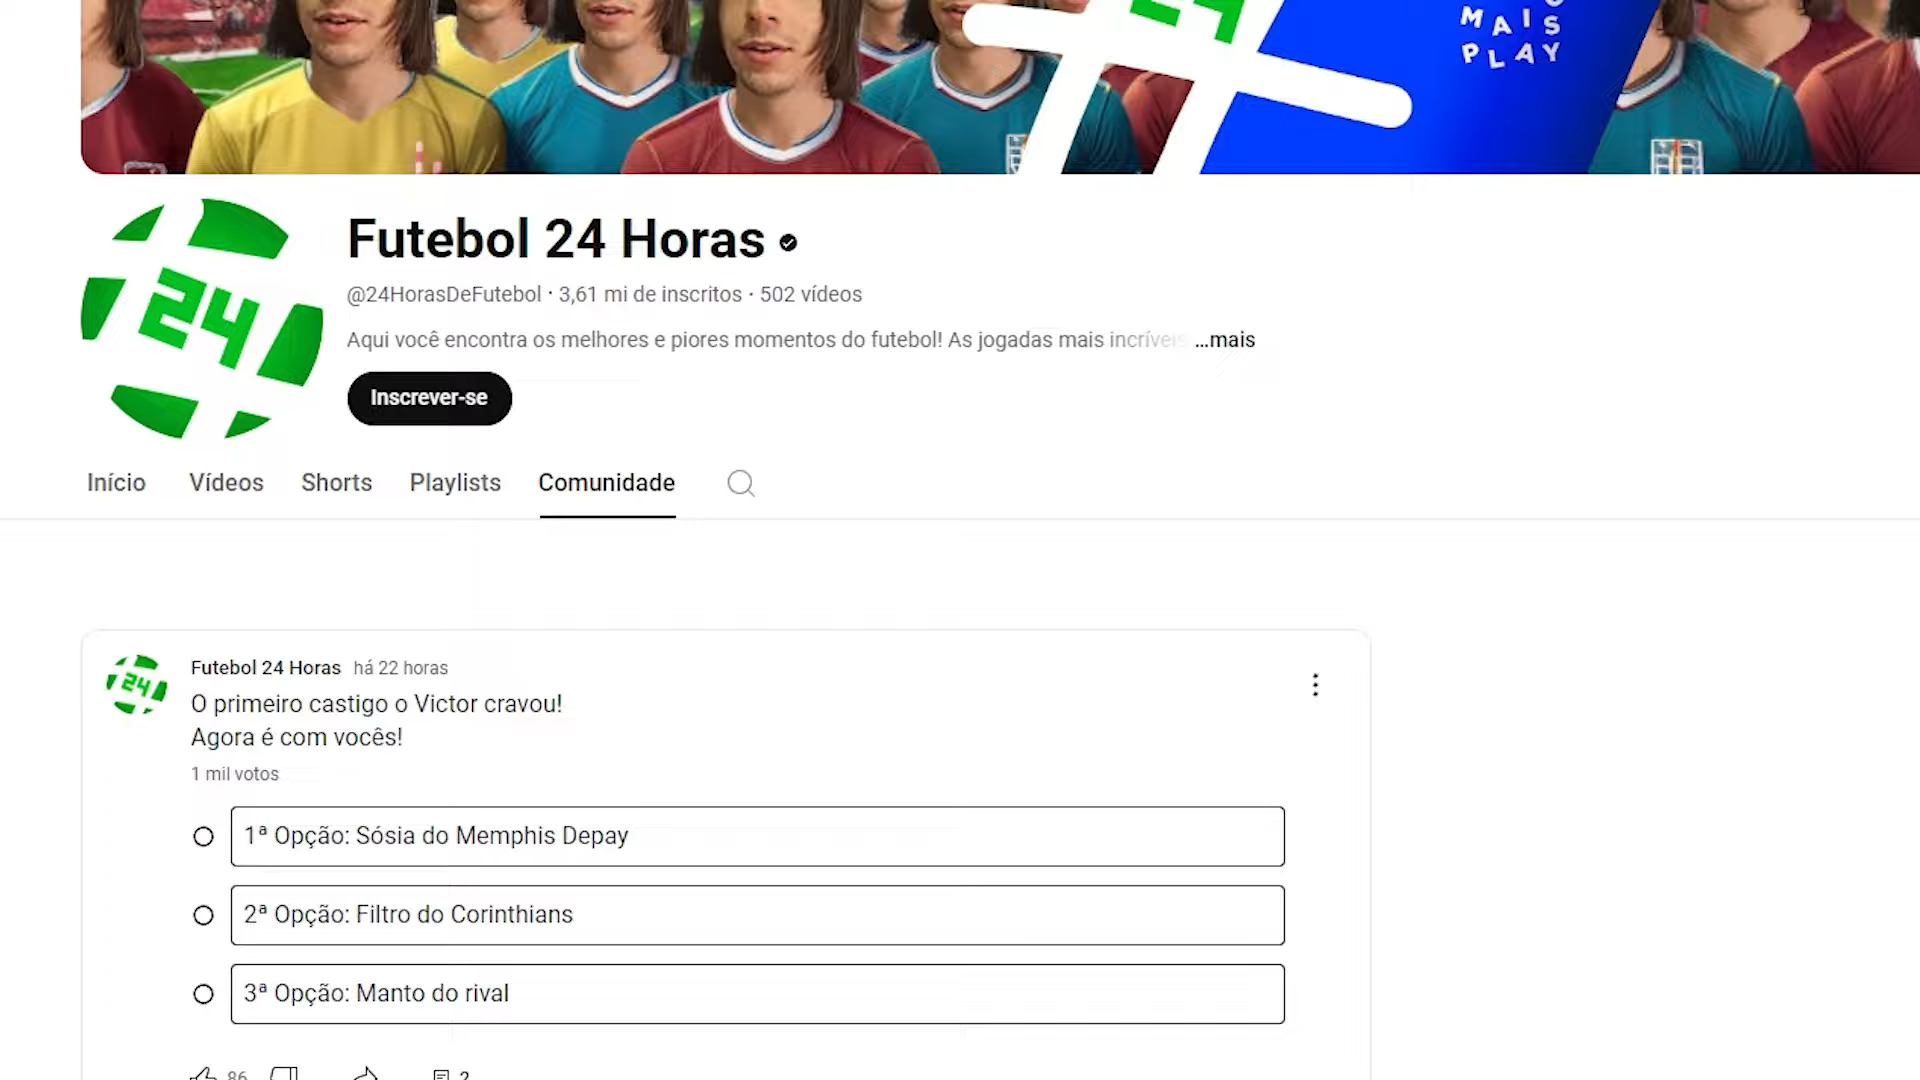 24
MAIS
PLAY
24
Futebol 24 Horas
@24HorasDeFutebol · 3,61 mi de inscritos · 502 vídeos
Aqui você encontra os melhores e piores momentos do futebol! As jogadas mais incríveis ...mais
Inscrever-se
Início Vídeos Shorts Playlists Comunidade
24
Futebol 24 Horas há 22 horas
O primeiro castigo o Victor cravou!
Agora é com vocês!
1 mil votos
1ª Opção: Sósia do Memphis Depay
2ª Opção: Filtro do Corinthians
3ª Opção: Manto do rival
86 2